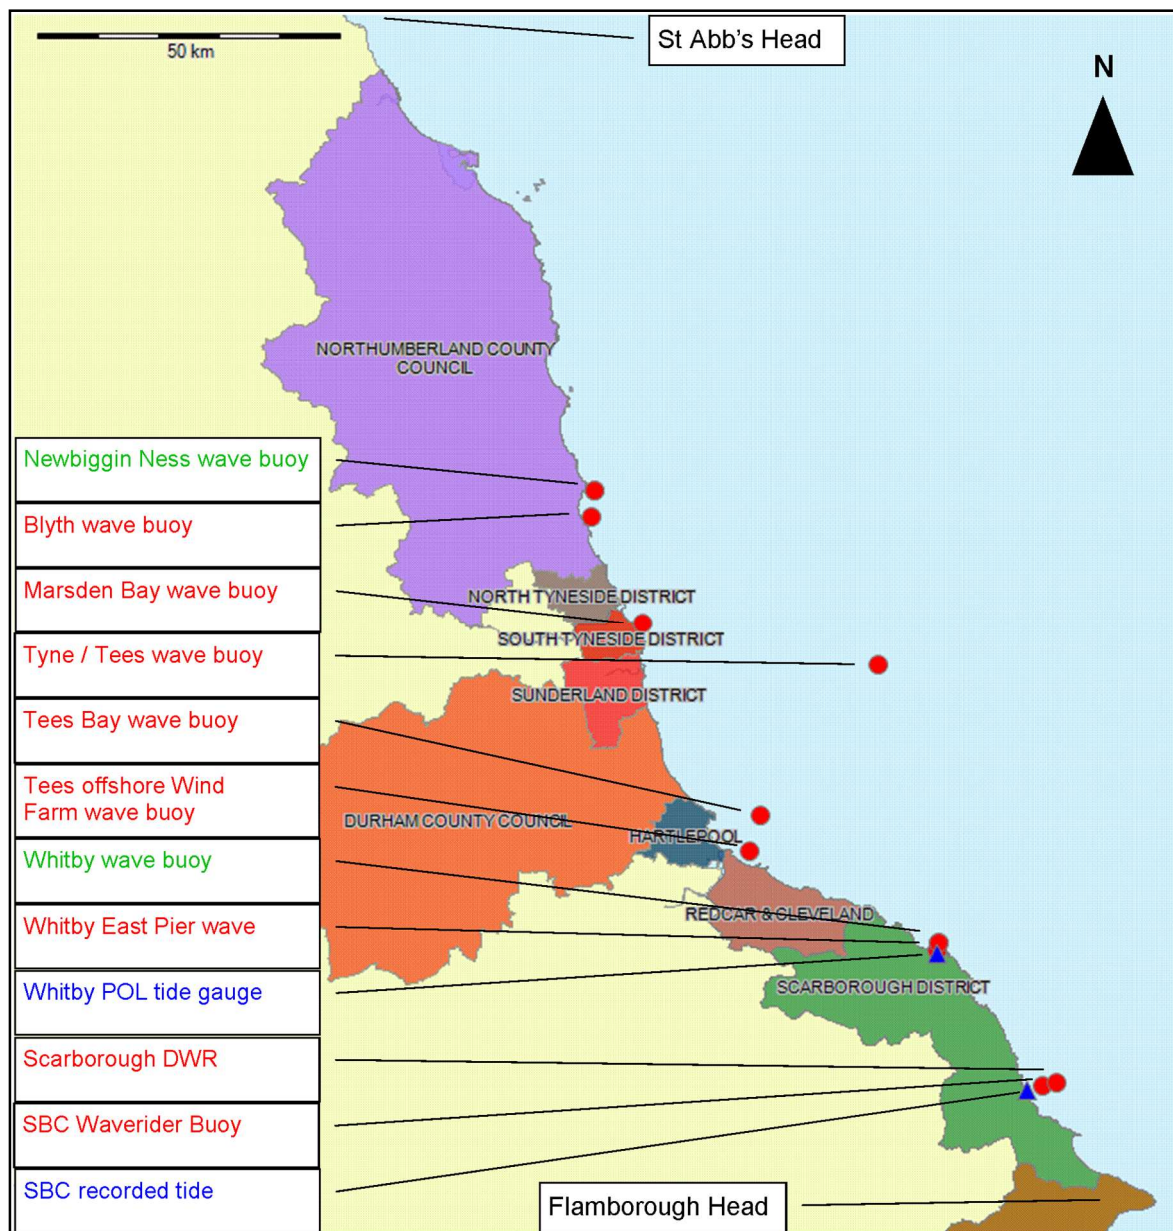 St Abb's Head
50 km
N
NORTHUMBERLAND COUNTY
COUNCIL
Newbiggin Ness wave buoy
Blyth wave buoy
Marsden Bay wave buoy
NORTH TYNESIDE DISTRICT
SOUTH TYNESIDE DISTRICT
Tyne / Tees wave buoy
SUNDERLAND DISTRICT
Tees Bay wave buoy
Tees offshore Wind
Farm wave buoy
DURHAM COUNTY COUNCIL
HARTLEPOOL
Whitby wave buoy
REDCAR & CLEVELAND
Whitby East Pier wave
Whitby POL tide gauge
SCARBOROUGH DISTRICT
Scarborough DWR
SBC Waverider Buoy
SBC recorded tide
Flamborough Head